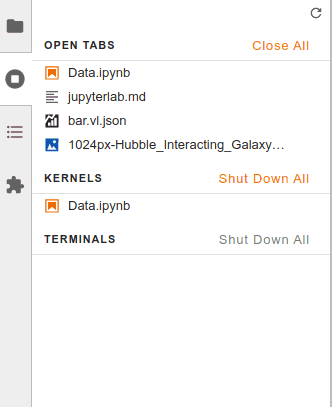 OPEN TABS Close All
Data.ipynb
jupyterlab.md
bar.vl.json
1024px-Hubble_Interacting_Galaxy…
KERNELS Shut Down All
Data.ipynb
TERMINALS Shut Down All